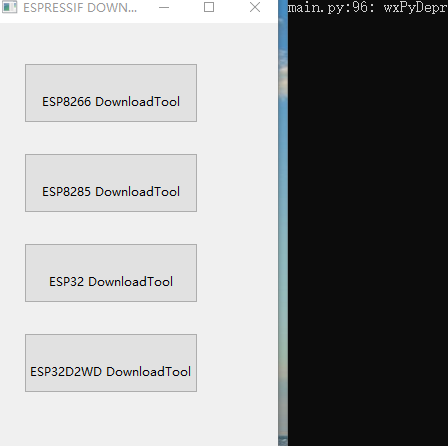 ESPRESSIF DOWN...
main.py:96: wxPyDepr
ESP8266 DownloadTool
ESP8285 DownloadTool
ESP32 DownloadTool
ESP32D2WD DownloadTool